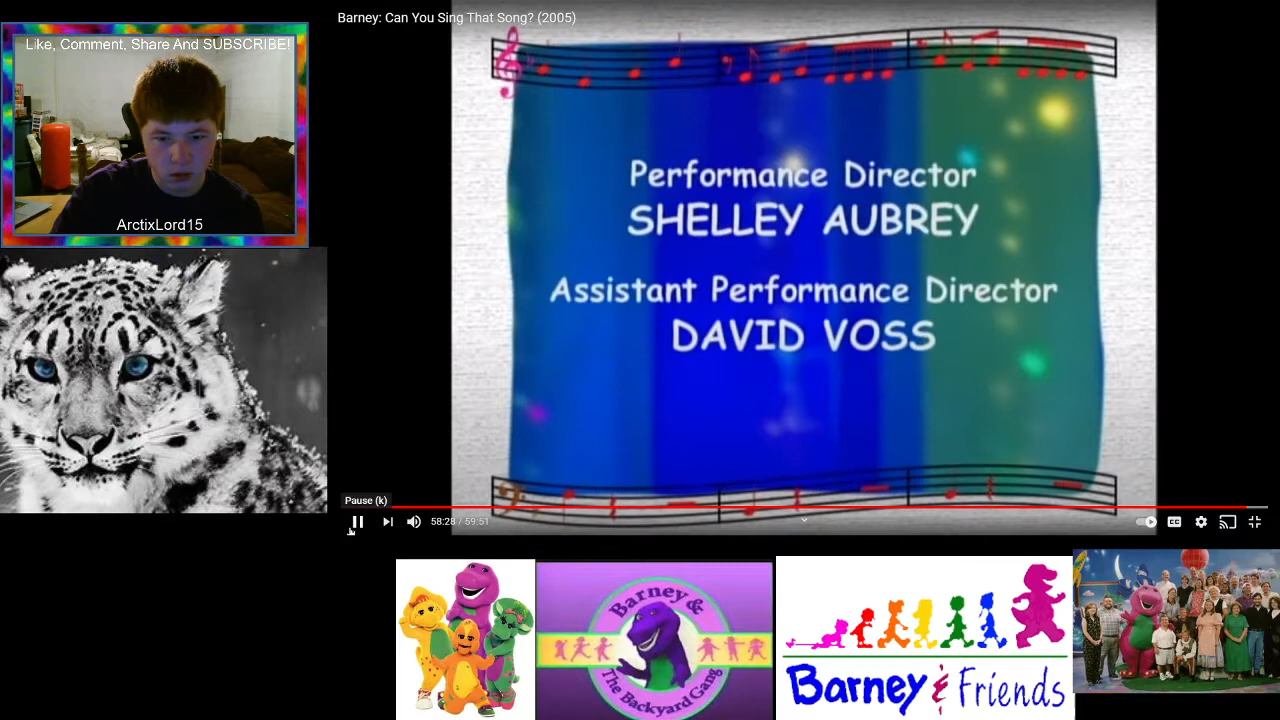 Barney: Can You Sing That Song? (2005)
Like, Comment, Share And SUBSCRIBE!
ArctixLord15
Performance Director
SHELLEY AUBREY
Assistant Performance Director
DAVID VOSS
Pause (k)
58:28 / 59:51
CC
Barney &
The Backyard Gang
Barney & Friends